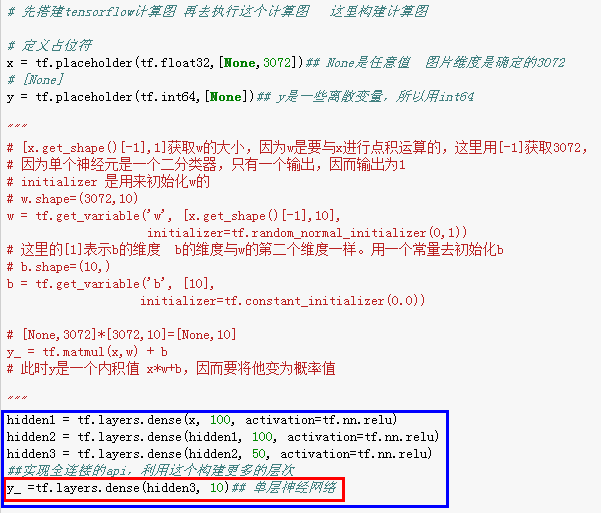 # 先搭建tensorflow计算图 再去执行这个计算图   这里构建计算图
# 定义占位符
x = tf.placeholder(tf.float32,[None,3072])## None是任意值  图片维度是确定的3072
# [None]
y = tf.placeholder(tf.int64,[None])## y是一些离散变量，所以用int64
"""
# [x.get_shape()[-1],1]获取w的大小，因为w是要与x进行点积运算的，这里用[-1]获取3072，
# 因为单个神经元是一个二分类器，只有一个输出，因而输出为1
# initializer 是用来初始化w的
# w.shape=(3072,10)
w = tf.get_variable('w', [x.get_shape()[-1],10],
initializer=tf.random_normal_initializer(0,1))
# 这里的[1]表示b的维度  b的维度与w的第二个维度一样。用一个常量去初始化b
# b.shape=(10,)
b = tf.get_variable('b', [10],
initializer=tf.constant_initializer(0.0))
# [None,3072]*[3072,10]=[None,10]
y_ = tf.matmul(x,w) + b
# 此时y是一个内积值 x*w+b，因而要将他变为概率值
"""
hidden1 = tf.layers.dense(x, 100, activation=tf.nn.relu)
hidden2 = tf.layers.dense(hidden1, 100, activation=tf.nn.relu)
hidden3 = tf.layers.dense(hidden2, 50, activation=tf.nn.relu)
##实现全连接的api，利用这个构建更多的层次
y_ =tf.layers.dense(hidden3, 10)## 单层神经网络